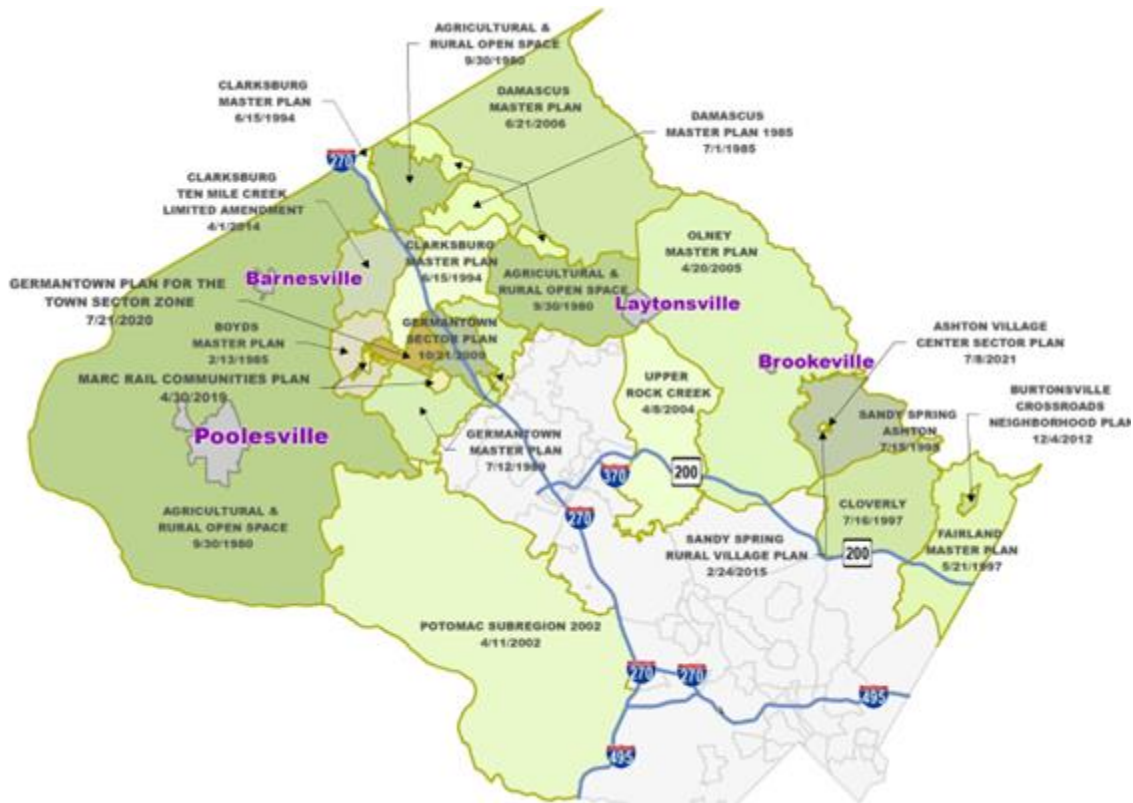 AGRICULTURAL &
RURAL OPEN SPACE
9/30/1980
CLARKSBURG
MASTER PLAN
6/15/1994
DAMASCUS
MASTER PLAN
6/21/2006
DAMASCUS
MASTER PLAN 1985
7/1/1985
270
CLARKSBURG
TEN MILE CREEK
LIMITED AMENDMENT
4/1/2014
OLNEY
MASTER PLAN
4/20/2005
CLARKSBURG
MASTER PLAN
6/15/1994
Barnesville
AGRICULTURAL &
RURAL OPEN SPACE
9/30/1980
Laytonsville
GERMANTOWN PLAN FOR THE
TOWN SECTOR ZONE
7/21/2020
BOYDS
MASTER PLAN
2/13/1985
GERMANTOWN
SECTOR PLAN
10/21/2009
ASHTON VILLAGE
CENTER SECTOR PLAN
7/8/2021
Brookeville
MARC RAIL COMMUNITIES PLAN
4/30/2019
UPPER
ROCK CREEK
4/8/2004
BURTONSVILLE
CROSSROADS
NEIGHBORHOOD PLAN
12/4/2012
SANDY SPRING
ASHTON
7/15/1998
Poolesville
GERMANTOWN
MASTER PLAN
7/12/1989
370
200
270
CLOVERLY
7/16/1997
AGRICULTURAL &
RURAL OPEN SPACE
9/30/1980
SANDY SPRING
RURAL VILLAGE PLAN
2/24/2015
200
FAIRLAND
MASTER PLAN
5/21/1997
POTOMAC SUBREGION 2002
4/11/2002
270
270
495
495